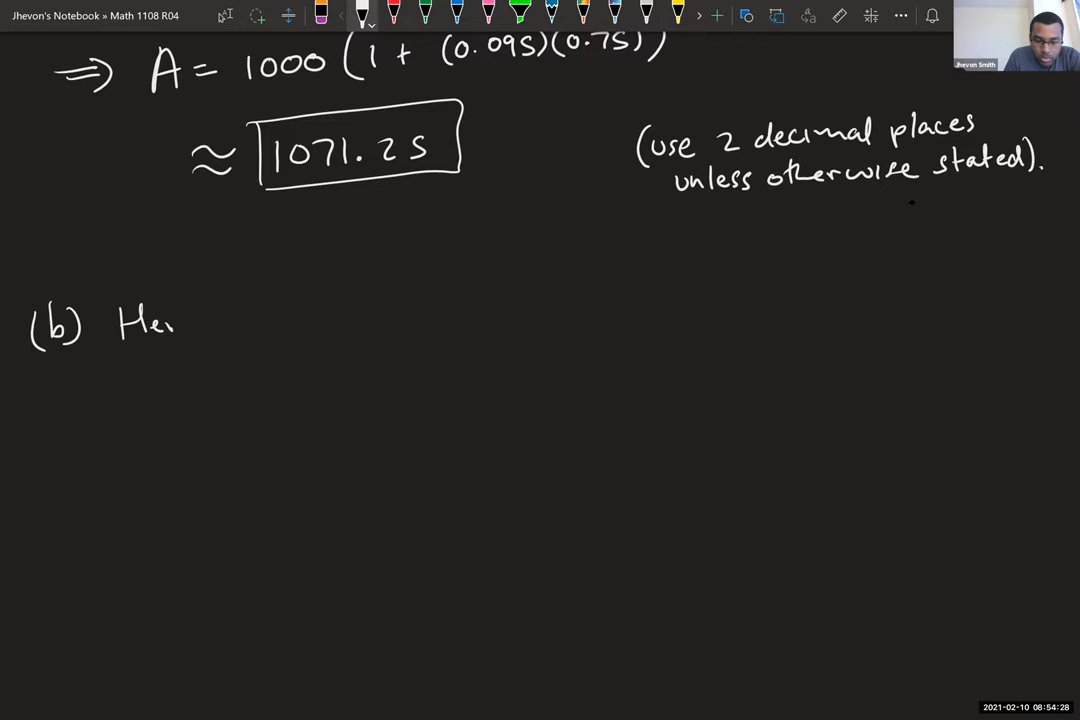 Jhevon's Notebook » Math 1108 R04
Jhevon Smith
⇒ A = 1000 (1 + (0.095)(0.75))
≈ 1071.25
(use 2 decimal places
unless otherwise stated).
(b) Her
2021-02-10 08:54:28